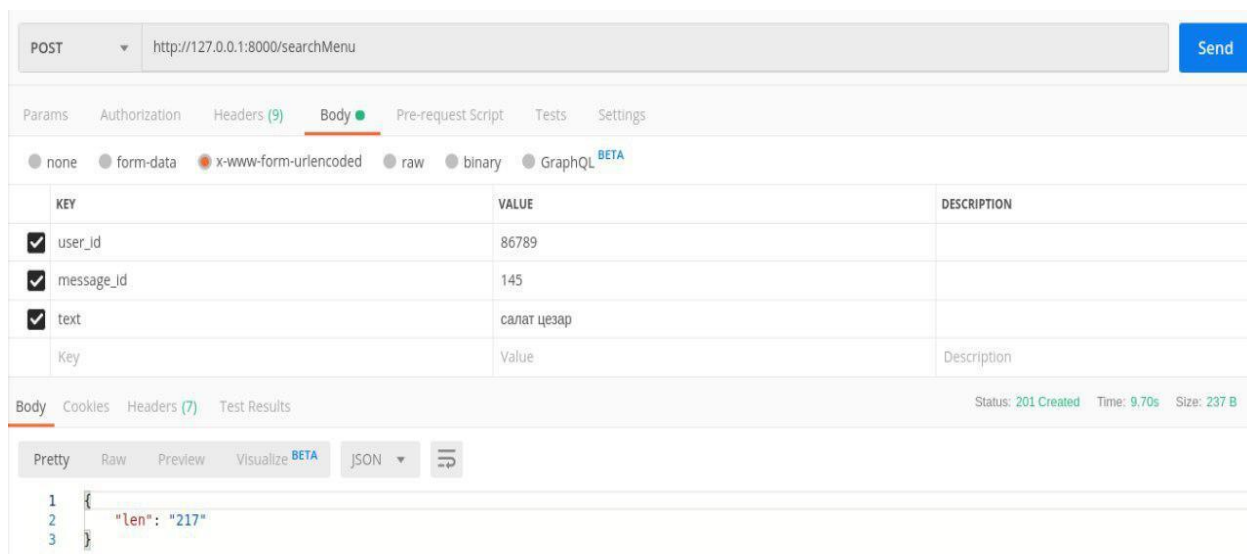 POST http://127.0.0.1:8000/searchMenu Send
Params Authorization Headers (9) Body Pre-request Script Tests Settings
none form-data x-www-form-urlencoded raw binary GraphQL BETA
KEY VALUE DESCRIPTION
user_id 86789
message_id 145
text салат цезар
Key Value Description
Body Cookies Headers (7) Test Results Status: 201 Created Time: 9.70s Size: 237 B
Pretty Raw Preview Visualize BETA JSON
1 {
2 "len": "217"
3 }